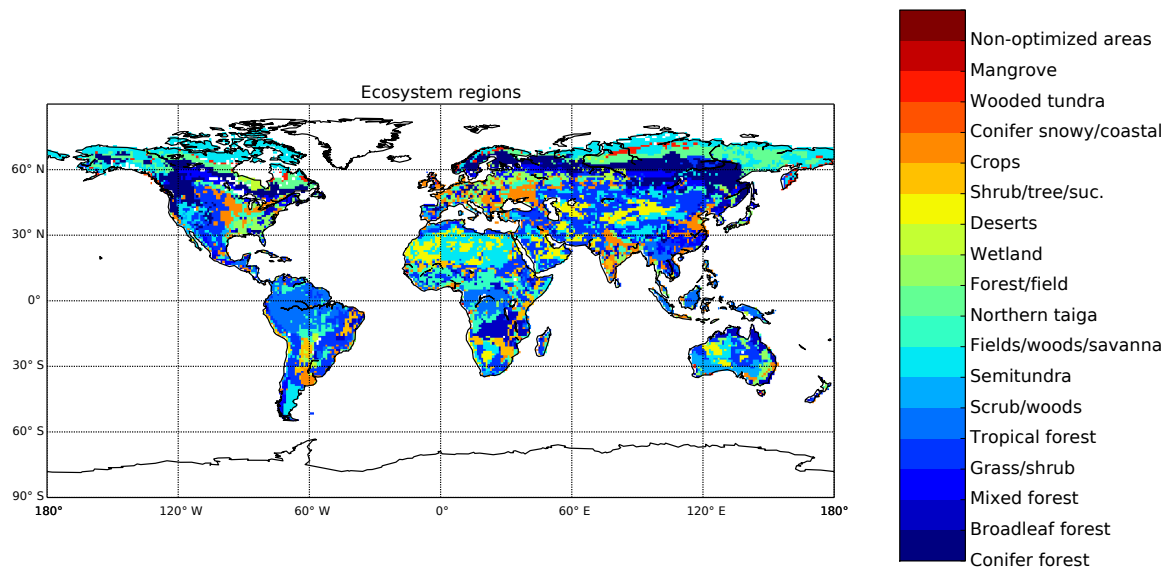 Ecosystem regions
60° N
30° N
0°
30° S
60° S
90° S
180°
120° W
60° W
0°
60° E
120° E
180°
Non-optimized areas
Mangrove
Wooded tundra
Conifer snowy/coastal
Crops
Shrub/tree/suc.
Deserts
Wetland
Forest/field
Northern taiga
Fields/woods/savanna
Semitundra
Scrub/woods
Tropical forest
Grass/shrub
Mixed forest
Broadleaf forest
Conifer forest